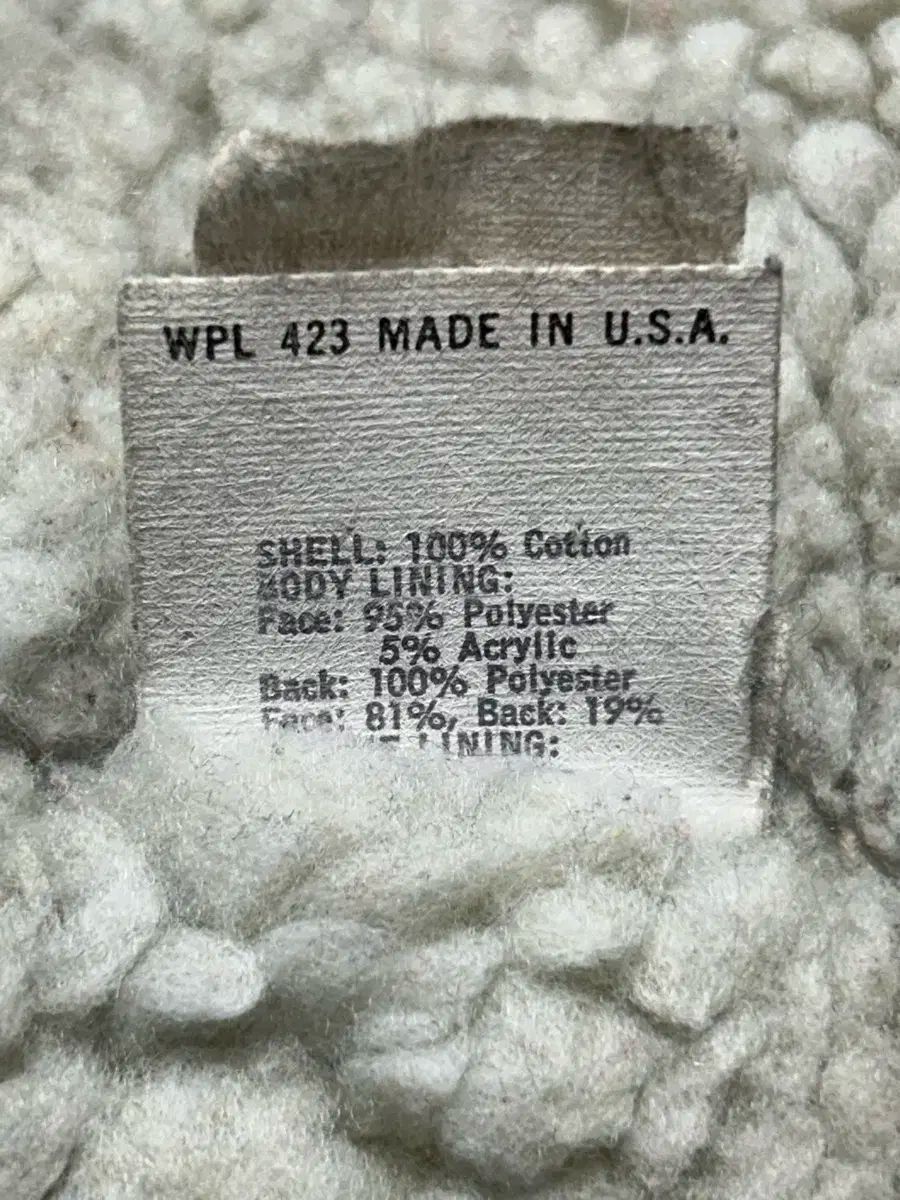 WPL 423 MADE IN U.S.A.
SHELL: 100% Cotton
BODY LINING:
Face: 95% Polyester
5% Acrylic
Back: 100% Polyester
Face: 81%, Back: 19%
LINING: